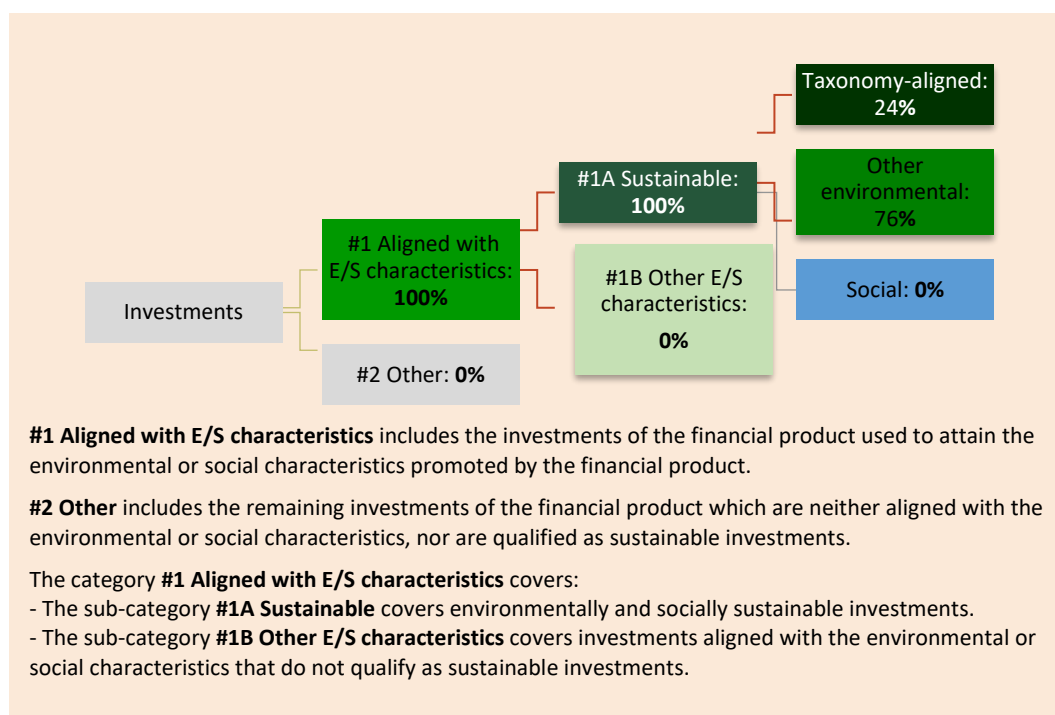 Taxonomy-aligned:
24%
Other
environmental:
76%
#1A Sustainable:
100%
#1 Aligned with
E/S characteristics:
100%
#1B Other E/S
characteristics:
0%
Social: 0%
Investments
#2 Other: 0%
#1 Aligned with E/S characteristics includes the investments of the financial product used to attain the
environmental or social characteristics promoted by the financial product.
#2 Other includes the remaining investments of the financial product which are neither aligned with the
environmental or social characteristics, nor are qualified as sustainable investments.
The category #1 Aligned with E/S characteristics covers:
- The sub-category #1A Sustainable covers environmentally and socially sustainable investments.
- The sub-category #1B Other E/S characteristics covers investments aligned with the environmental or
social characteristics that do not qualify as sustainable investments.